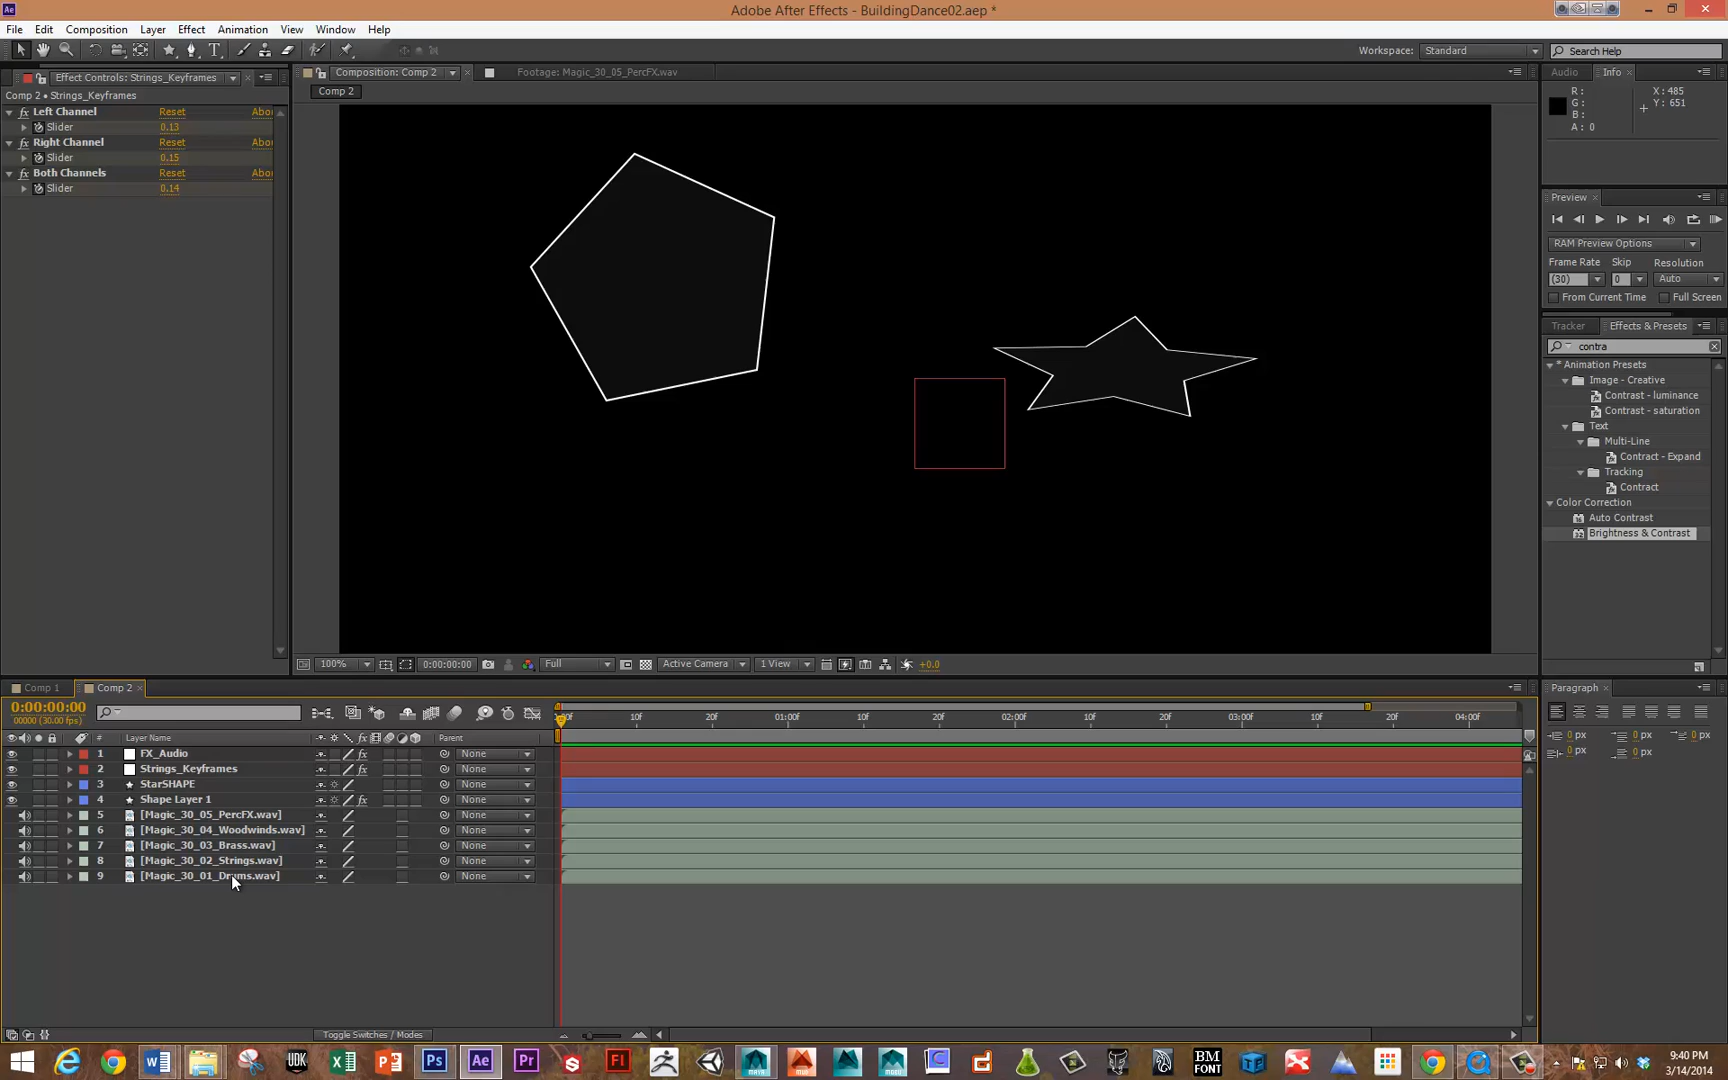 Adobe After Effects - BuildingDance02.aep *
File Edit Composition Layer Effect Animation View Window Help
Workspace: Standard Search Help
Effect Controls: Strings_Keyframes
Comp 2 • Strings_Keyframes
Left Channel Reset Abo
Slider 0.13
Right Channel Reset Abo
Slider 0.15
Both Channels Reset Abo
Slider 0.14
Composition: Comp 2 Footage: Magic_30_05_PercFX.wav
Comp 2
100% 0:00:00:00 Full Active Camera 1 View +0.0
Audio Info
R: X: 485
G: Y: 651
B:
A: 0
Preview
RAM Preview Options
Frame Rate Skip Resolution
(30) 0 Auto
From Current Time Full Screen
Tracker Effects & Presets
contra
* Animation Presets
Image - Creative
Contrast - luminance
Contrast - saturation
Text
Multi-Line
Contract - Expand
Tracking
Contract
Color Correction
Auto Contrast
Brightness & Contrast
Paragraph
0 px 0 px 0 px
0 px 0 px
Comp 1 Comp 2
0:00:00:00
00000 (30.00 fps)
10f 20f 01:00f 10f 20f 02:00f 10f 20f 03:00f 10f 20f 04:00f
# Layer Name Parent
1 FX_Audio None
2 Strings_Keyframes None
3 StarSHAPE None
4 Shape Layer 1 None
5 [Magic_30_05_PercFX.wav] None
6 [Magic_30_04_Woodwinds.wav] None
7 [Magic_30_03_Brass.wav] None
8 [Magic_30_02_Strings.wav] None
9 [Magic_30_01_Drums.wav] None
Toggle Switches / Modes
UDK Ps Ae Pr Fl BM FONT
9:40 PM
3/14/2014